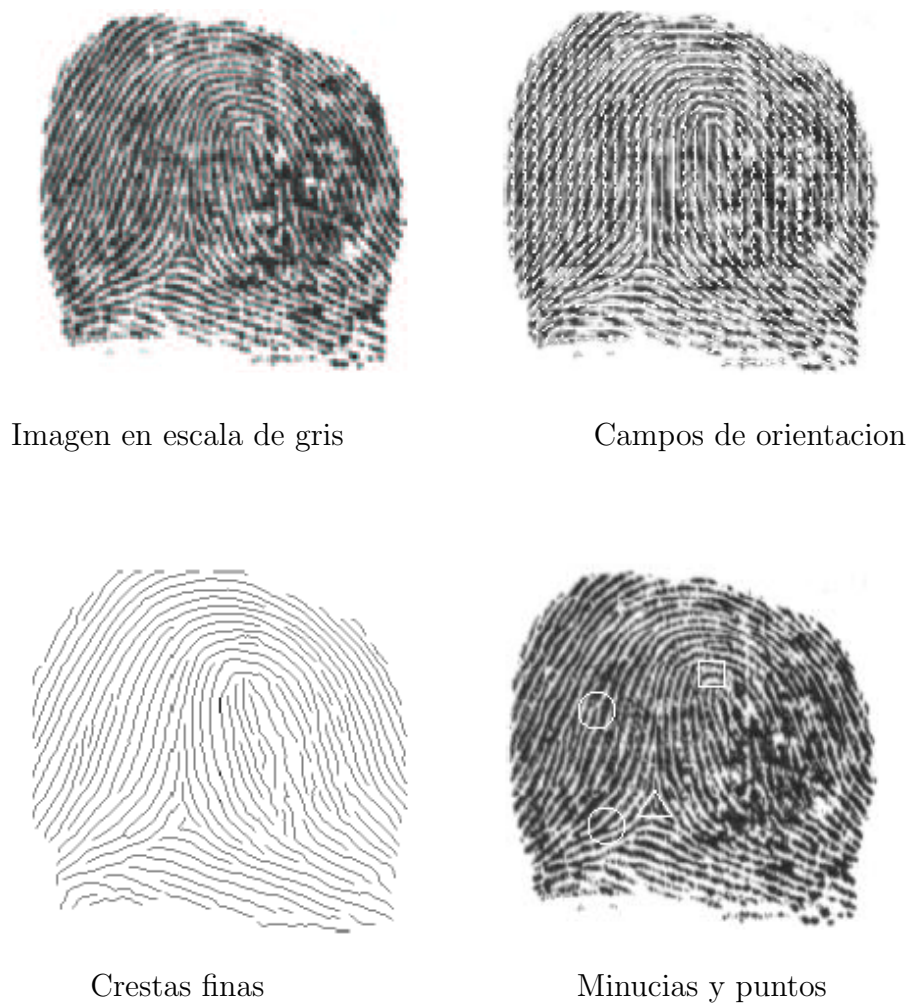 Imagen en escala de gris
Campos de orientacion
Crestas finas
Minucias y puntos